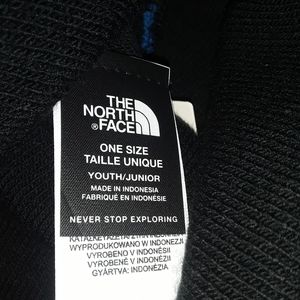 THE
NORTH
FACE
®
ONE SIZE
TAILLE UNIQUE
YOUTH/JUNIOR
MADE IN INDONESIA
FABRIQUÉ EN INDONÉSIE
NEVER STOP EXPLORING
WYPRODUKOWANO W INDONEZJI
VYROBENO V INDONÉSII
VYROBENÉ V INDONÉZII
GYÁRTVA: INDONÉZIA